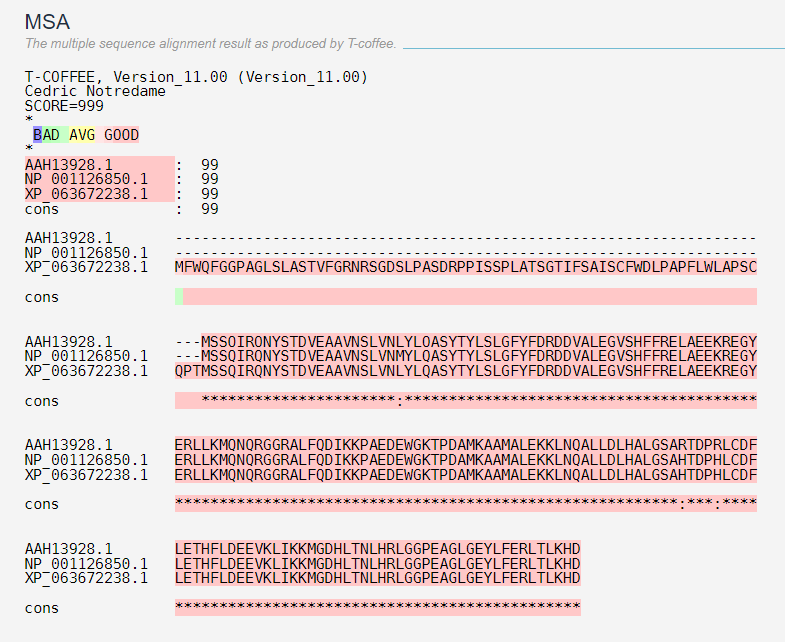 MSA
The multiple sequence alignment result as produced by T-coffee.
T-COFFEE, Version_11.00 (Version_11.00)
Cedric Notredame
SCORE=999
*
BAD AVG GOOD
*
AAH13928.1 : 99
NP_001126850.1 : 99
XP_063672238.1 : 99
cons : 99
AAH13928.1 ------------------------------------------------------------------
NP_001126850.1 ------------------------------------------------------------------
XP_063672238.1 MFWQFGGPAGLSLASTVFGRNRSGDSLPASDRPPISSPLATSGTIFSAISCFWDLPAPFLWLAPSC
cons
AAH13928.1 ---MSSQIRQNYSTDVEAAVNSLVNLYLQASYTYLSLGFYFDRDDVALEGVSHFFRELAEEKREGY
NP_001126850.1 ---MSSQIRQNYSTDVEAAVNSLVNMYLQASYTYLSLGFYFDRDDVALEGVSHFFRELAEEKREGY
XP_063672238.1 QPTMSSQIRQNYSTDVEAAVNSLVNLYLQASYTYLSLGFYFDRDDVALEGVSHFFRELAEEKREGY
cons **********************:****************************************
AAH13928.1 ERLLKMQNQRGGRALFQDIKKPAEDEWGKTPDAMKAAMALEKKLNQALLDLHALGSARTDPRLCDF
NP_001126850.1 ERLLKMQNQRGGRALFQDIKKPAEDEWGKTPDAMKAAMALEKKLNQALLDLHALGSAHTDPHLCDF
XP_063672238.1 ERLLKMQNQRGGRALFQDIKKPAEDEWGKTPDAMKAAMALEKKLNQALLDLHALGSAHTDPHLCDF
cons *********************************************************:***:****
AAH13928.1 LETHFLDEEVKLIKKMGDHLTNLHRLGGPEAGLGEYLFERLTLKHD
NP_001126850.1 LETHFLDEEVKLIKKMGDHLTNLHRLGGPEAGLGEYLFERLTLKHD
XP_063672238.1 LETHFLDEEVKLIKKMGDHLTNLHRLGGPEAGLGEYLFERLTLKHD
cons **********************************************